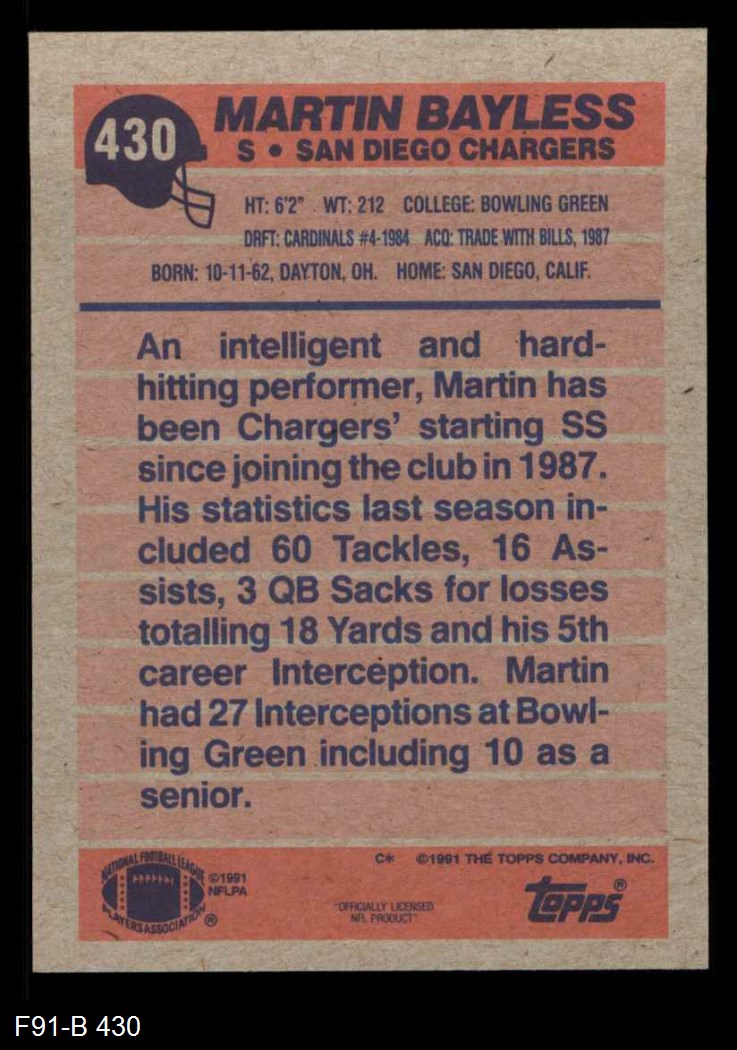 430
MARTIN BAYLESS
S • SAN DIEGO CHARGERS
HT: 6'2" WT: 212 COLLEGE: BOWLING GREEN
DRFT: CARDINALS #4-1984 ACQ: TRADE WITH BILLS, 1987
BORN: 10-11-62, DAYTON, OH. HOME: SAN DIEGO, CALIF.
An intelligent and hard-
hitting performer, Martin has
been Chargers' starting SS
since joining the club in 1987.
His statistics last season in-
cluded 60 Tackles, 16 As-
sists, 3 QB Sacks for losses
totalling 18 Yards and his 5th
career Interception. Martin
had 27 Interceptions at Bowl-
ing Green including 10 as a
senior.
NATIONAL FOOTBALL LEAGUE
PLAYERS ASSOCIATION ®
©1991
NFLPA
C* ©1991 THE TOPPS COMPANY, INC.
"OFFICIALLY LICENSED
NFL PRODUCT"
TOPPS®
F91-B 430